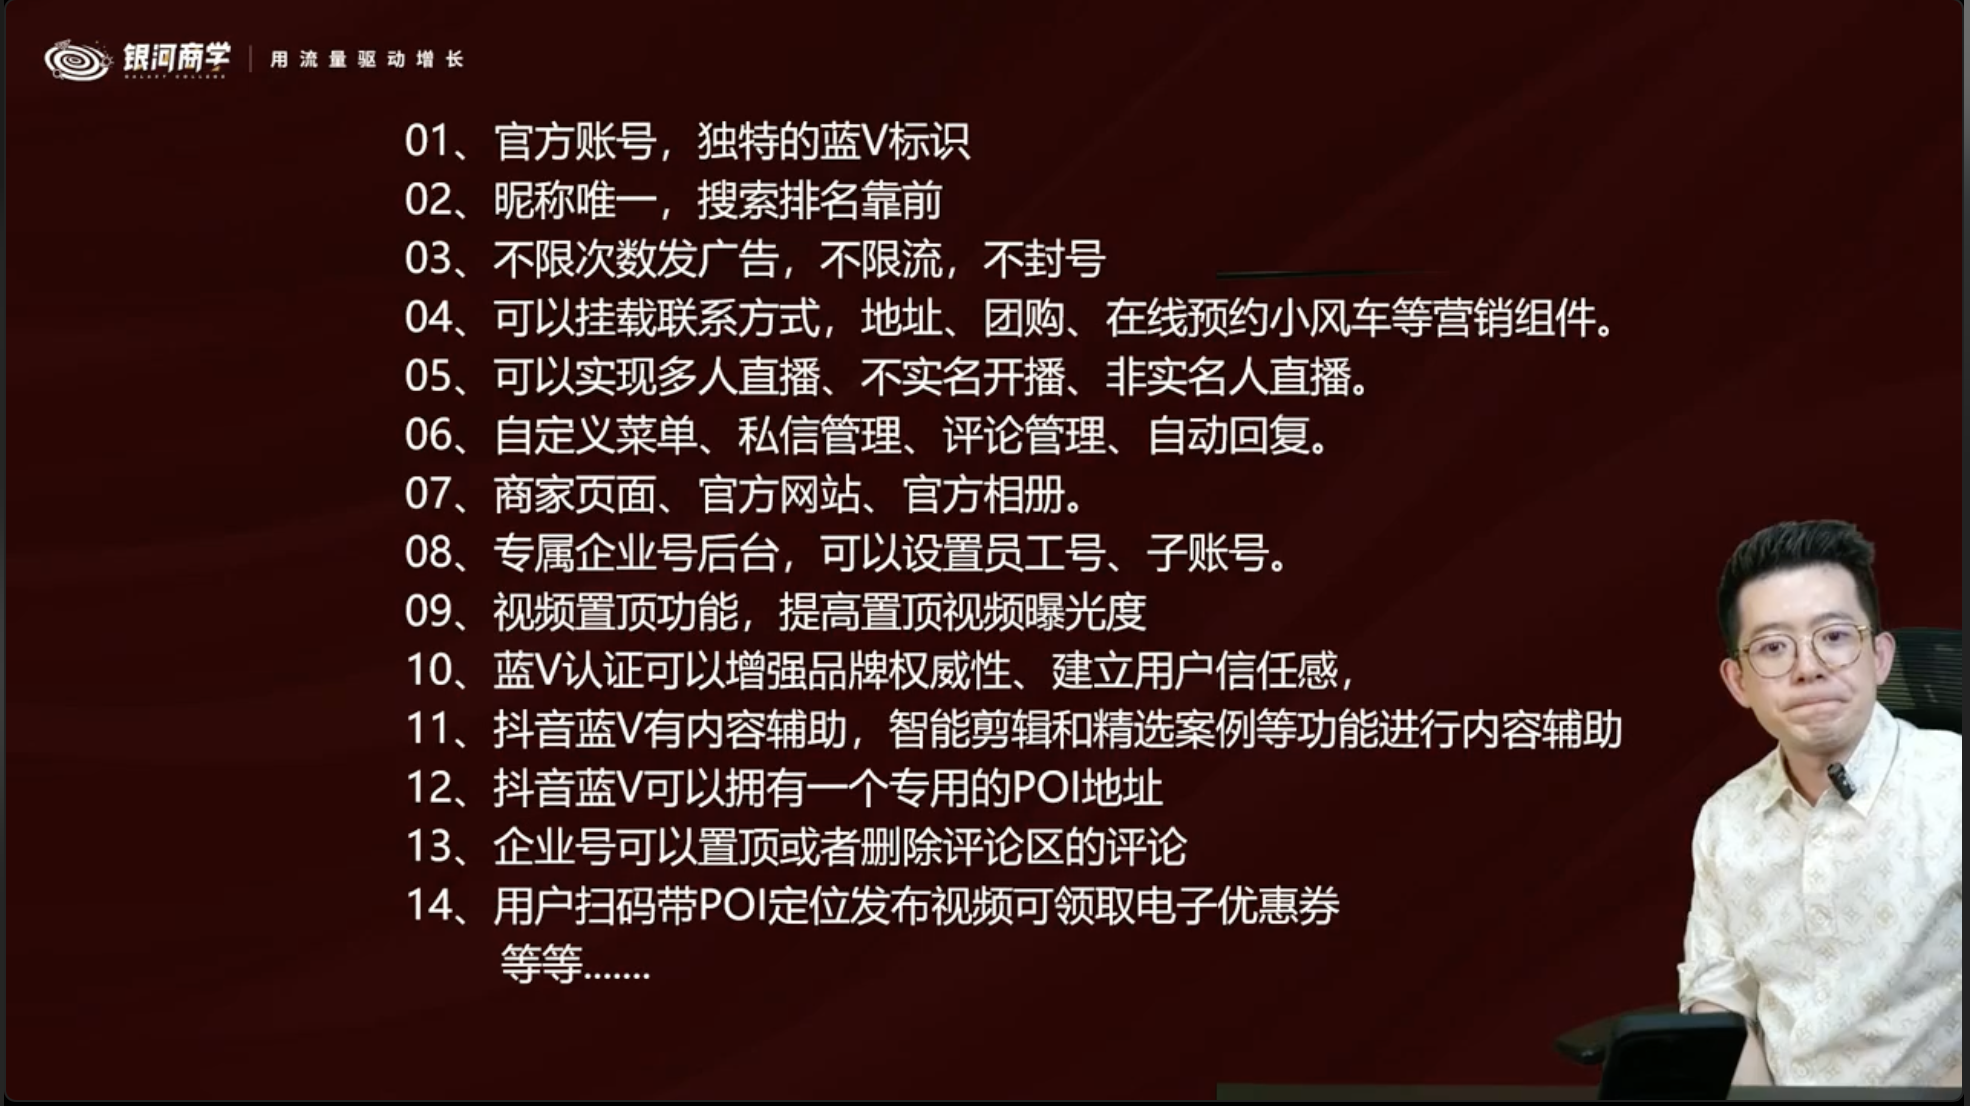 银河商学
GALAXY COLLEGE
用流量驱动增长
01、官方账号，独特的蓝V标识
02、昵称唯一，搜索排名靠前
03、不限次数发广告，不限流，不封号
04、可以挂载联系方式，地址、团购、在线预约小风车等营销组件。
05、可以实现多人直播、不实名开播、非实名人直播。
06、自定义菜单、私信管理、评论管理、自动回复。
07、商家页面、官方网站、官方相册。
08、专属企业号后台，可以设置员工号、子账号。
09、视频置顶功能，提高置顶视频曝光度
10、蓝V认证可以增强品牌权威性、建立用户信任感，
11、抖音蓝V有内容辅助，智能剪辑和精选案例等功能进行内容辅助
12、抖音蓝V可以拥有一个专用的POI地址
13、企业号可以置顶或者删除评论区的评论
14、用户扫码带POI定位发布视频可领取电子优惠券
等等.......